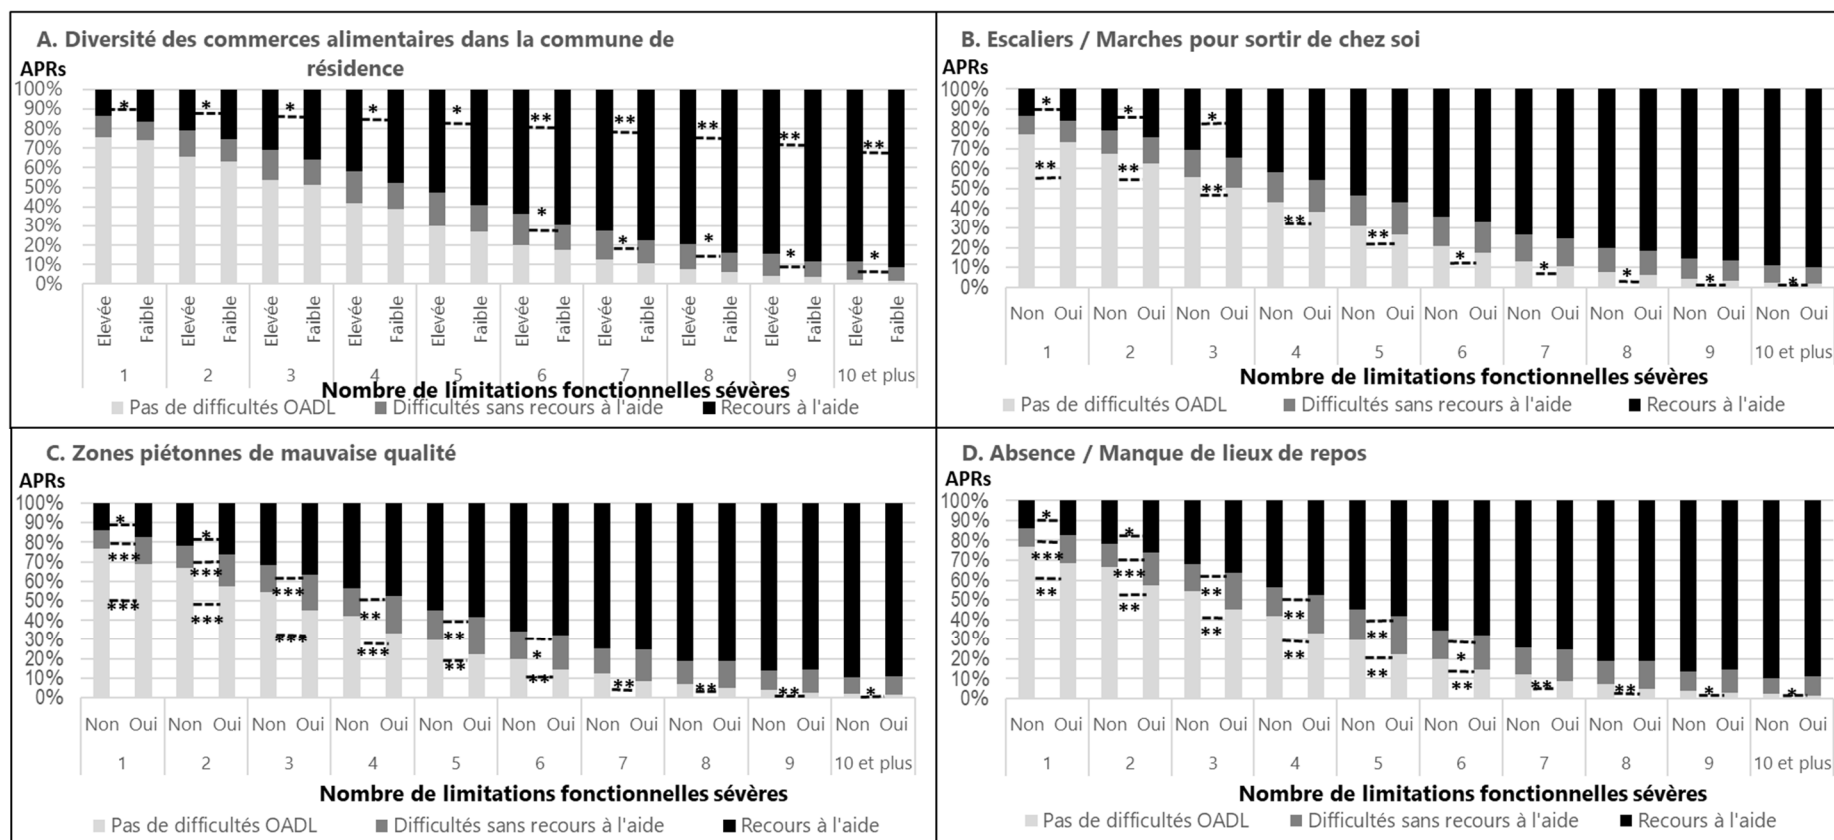 A. Diversité des commerces alimentaires dans la commune de
résidence
APRs
100%
90%
80%
70%
60%
50%
40%
30%
20%
10%
0%
* * * * * ** ** ** ** **
* * * * *
Elevée Faible Elevée Faible Elevée Faible Elevée Faible Elevée Faible Elevée Faible Elevée Faible Elevée Faible Elevée Faible Elevée Faible
1 2 3 4 5 6 7 8 9 10 et plus
Nombre de limitations fonctionnelles sévères
Pas de difficultés OADL Difficultés sans recours à l'aide Recours à l'aide
B. Escaliers / Marches pour sortir de chez soi
APRs
100%
90%
80%
70%
60%
50%
40%
30%
20%
10%
0%
* * *
** ** ** ** ** * * * * *
Non Oui Non Oui Non Oui Non Oui Non Oui Non Oui Non Oui Non Oui Non Oui Non Oui
1 2 3 4 5 6 7 8 9 10 et plus
Nombre de limitations fonctionnelles sévères
Pas de difficultés OADL Difficultés sans recours à l'aide Recours à l'aide
C. Zones piétonnes de mauvaise qualité
APRs
100%
90%
80%
70%
60%
50%
40%
30%
20%
10%
0%
* *
*** *** *** ** ** *
*** *** *** *** ** ** ** ** ** *
Non Oui Non Oui Non Oui Non Oui Non Oui Non Oui Non Oui Non Oui Non Oui Non Oui
1 2 3 4 5 6 7 8 9 10 et plus
Nombre de limitations fonctionnelles sévères
Pas de difficultés OADL Difficultés sans recours à l'aide Recours à l'aide
D. Absence / Manque de lieux de repos
APRs
100%
90%
80%
70%
60%
50%
40%
30%
20%
10%
0%
* *
*** *** ** ** ** *
** ** ** ** ** ** ** ** * *
Non Oui Non Oui Non Oui Non Oui Non Oui Non Oui Non Oui Non Oui Non Oui Non Oui
1 2 3 4 5 6 7 8 9 10 et plus
Nombre de limitations fonctionnelles sévères
Pas de difficultés OADL Difficultés sans recours à l'aide Recours à l'aide